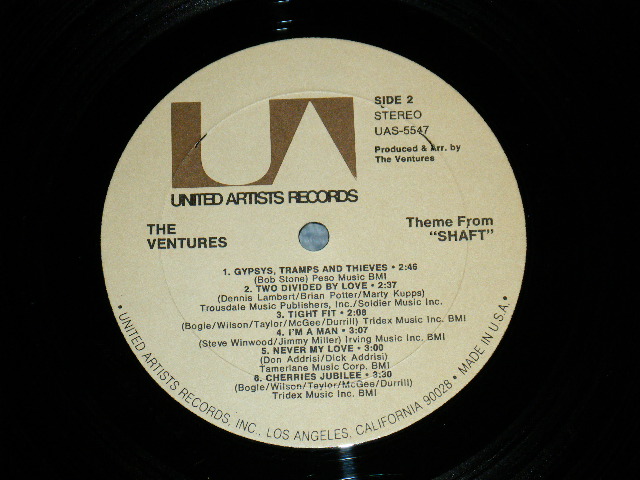 UA
UNITED ARTISTS RECORDS
SIDE 2
STEREO
UAS-5547
Produced & Arr. by
The Ventures
THE
VENTURES
Theme From
"SHAFT"
1. GYPSYS, TRAMPS AND THIEVES • 2:46
(Bob Stone) Peso Music BMI
2. TWO DIVIDED BY LOVE • 2:37
(Dennis Lambert/Brian Potter/Marty Kupps)
Trousdale Music Publishers, Inc./Soldier Music Inc.
3. TIGHT FIT • 2:08
(Bogle/Wilson/Taylor/McGee/Durrill) Tridex Music Inc. BMI
4. I'M A MAN • 3:07
(Steve Winwood/Jimmy Miller) Irving Music Inc. BMI
5. NEVER MY LOVE • 3:00
(Don Addrisi/Dick Addrisi)
Tamerlane Music Corp. BMI
6. CHERRIES JUBILEE • 3:30
(Bogle/Wilson/Taylor/McGee/Durrill)
Tridex Music Inc. BMI
• UNITED ARTISTS RECORDS, INC., LOS ANGELES, CALIFORNIA 90028 • MADE IN U.S.A. •